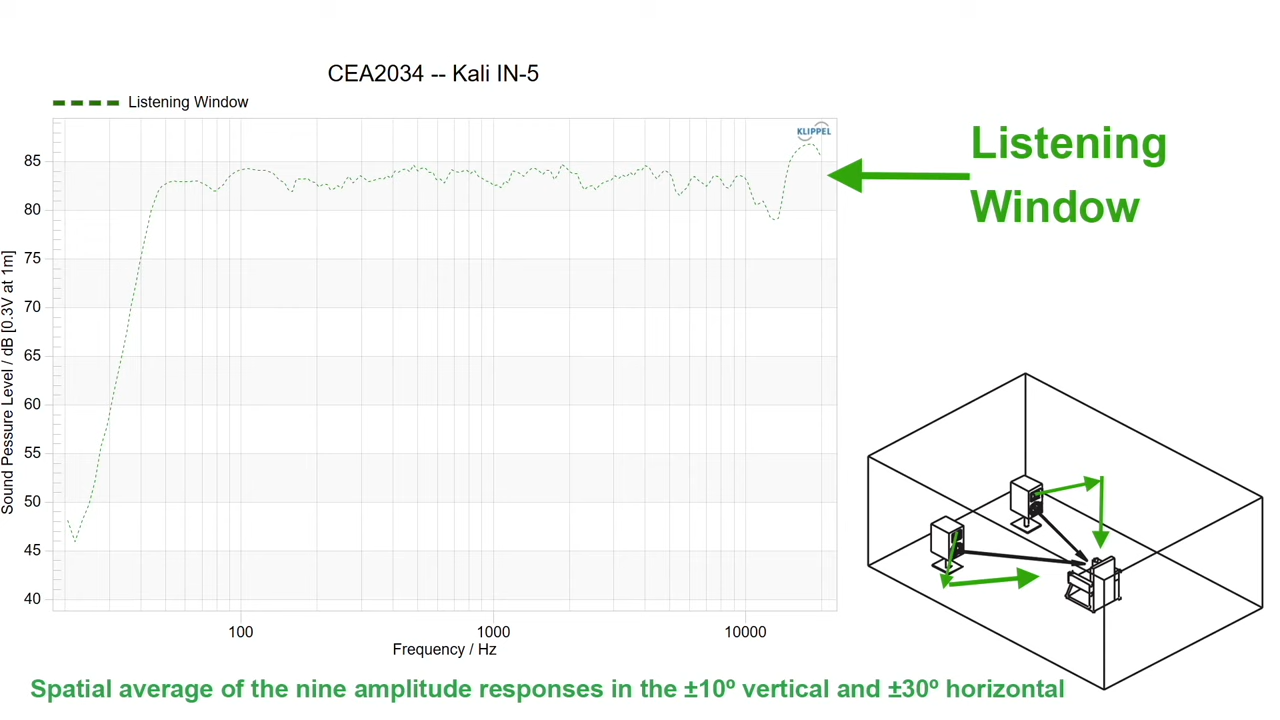 CEA2034 -- Kali IN-5
Listening Window
KLIPPEL
85
80
75
70
65
60
55
50
45
40
Sound Pessure Level / dB [0.3V at 1m]
100
1000
10000
Frequency / Hz
Listening
Window
Spatial average of the nine amplitude responses in the ±10º vertical and ±30º horizontal